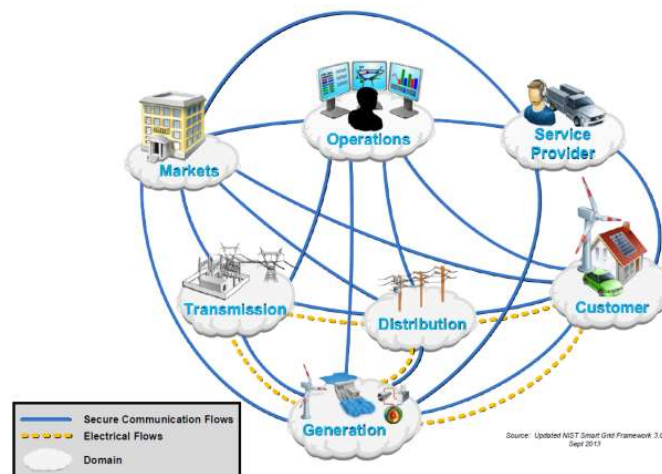 Markets
Operations
Service
Provider
Transmission
Distribution
Customer
Generation
Secure Communication Flows
Electrical Flows
Domain
Source: Updated NIST Smart Grid Framework 3.0
Sept 2013